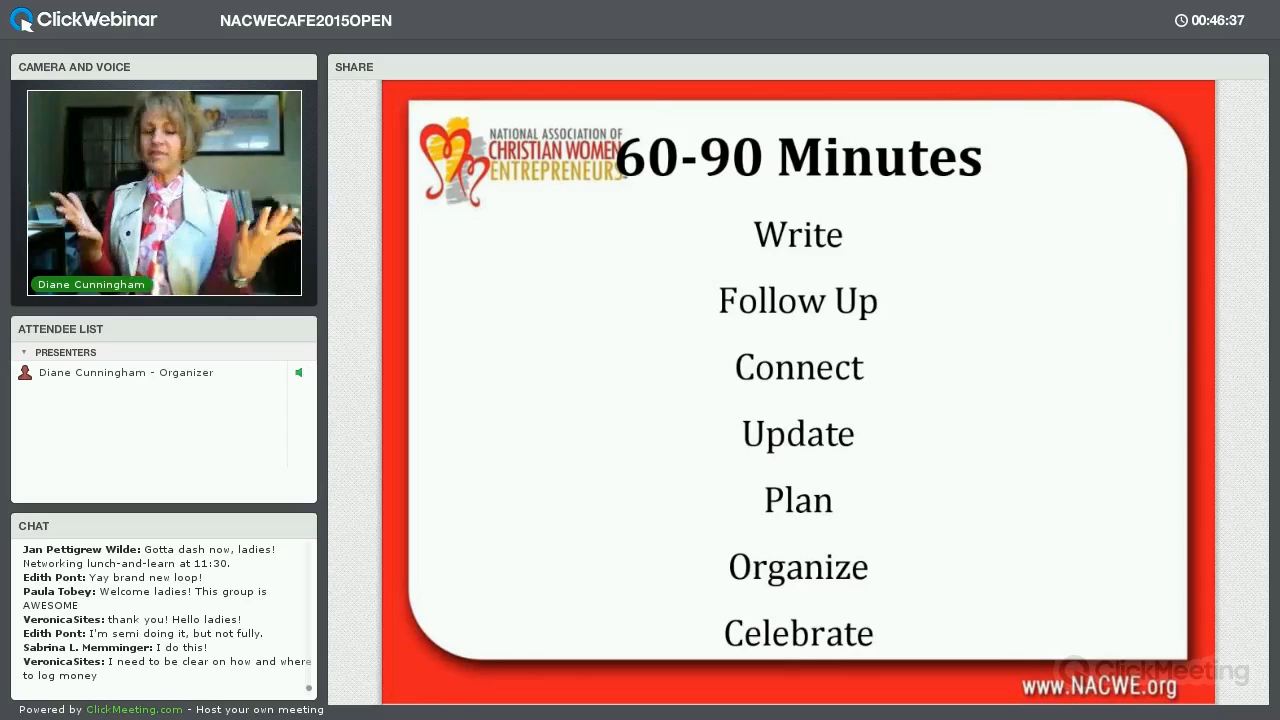 ClickWebinar
NACWECAFE2015OPEN
00:46:37
CAMERA AND VOICE
Diane Cunningham
ATTENDEE LIST
PRESENTERS
Diane Cunningham - Organizer
CHAT
Jan Pettigrew Wilde: Gotta dash now, ladies!
Networking lunch-and-learn at 11:30.
Edith Pont: Yay brand new loop!
Paula Tobey: Welcome ladies! This group is
AWESOME
VeronicaSites: thank you! Hello ladies!
Edith Pont: I'm semi doing it, but not fully.
Sabrina L. Neumeister: I do this!
VeronicaSites: I need to be clear on how and where
to log money
Powered by ClickMeeting.com - Host your own meeting
SHARE
NATIONAL ASSOCIATION OF
CHRISTIAN WOMEN
ENTREPRENEURS
60-90 Minutes
Write
Follow Up
Connect
Update
Plan
Organize
Celebrate
ClickMeeting
www.NACWE.org